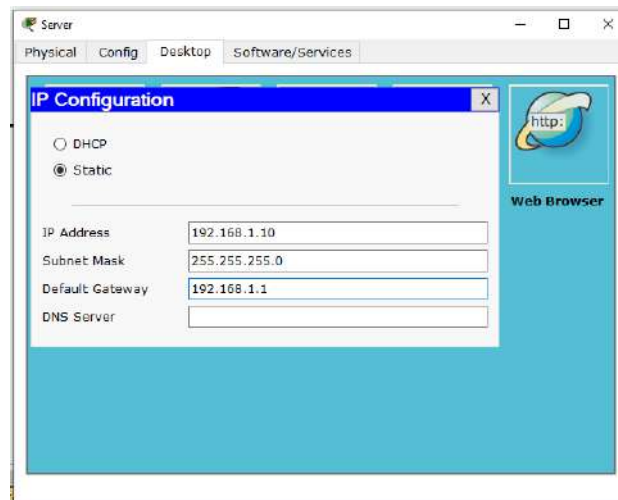 Server
Physical Config Desktop Software/Services
IP Configuration X
http:
DHCP
Static
Web Browser
IP Address 192.168.1.10
Subnet Mask 255.255.255.0
Default Gateway 192.168.1.1
DNS Server